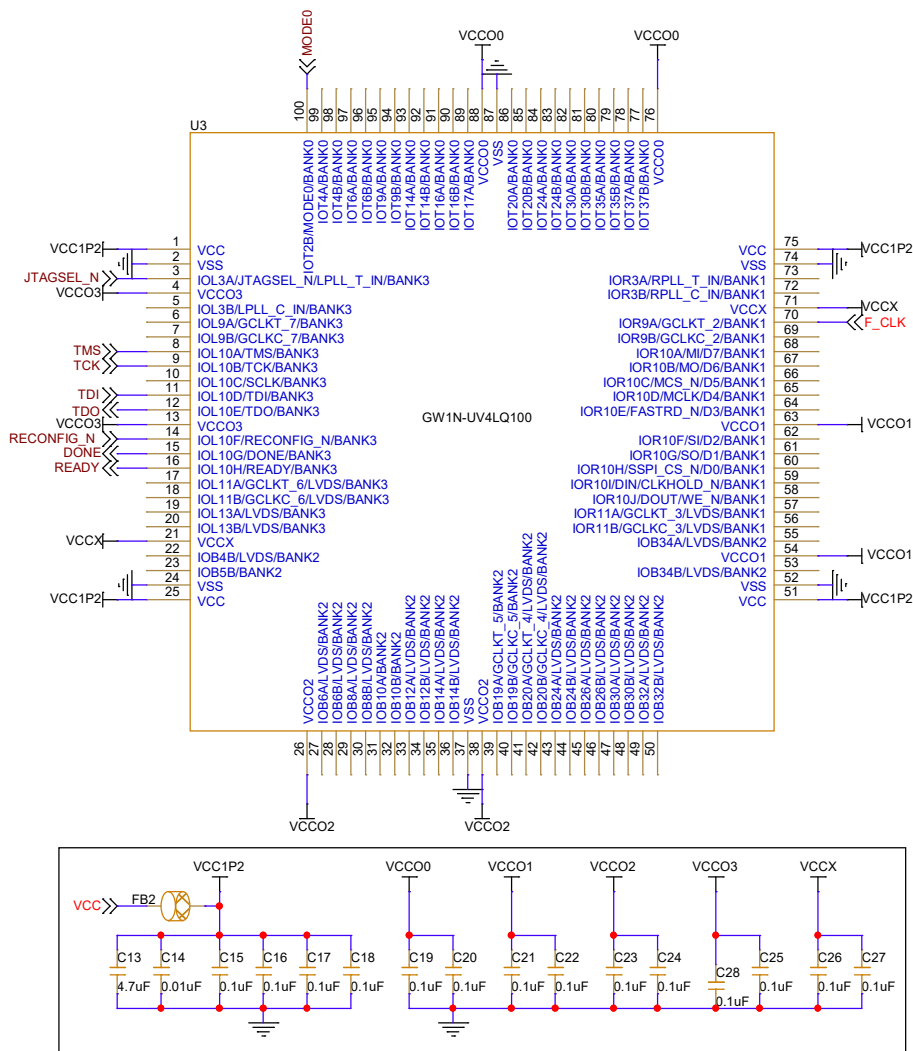 MODE0
VCCO0
VCCO0
100 99 98 97 96 95 94 93 92 91 90 89 88 87 86 85 84 83 82 81 80 79 78 77 76
U3
IOT2B/MODE0/BANK0
IOT4A/BANK0
IOT4B/BANK0
IOT6A/BANK0
IOT6B/BANK0
IOT9A/BANK0
IOT9B/BANK0
IOT14A/BANK0
IOT14B/BANK0
IOT16A/BANK0
IOT16B/BANK0
IOT17A/BANK0
VCCO0
VSS
IOT20A/BANK0
IOT20B/BANK0
IOT24A/BANK0
IOT24B/BANK0
IOT30A/BANK0
IOT30B/BANK0
IOT35A/BANK0
IOT35B/BANK0
IOT37A/BANK0
IOT37B/BANK0
VCCO0
VCC1P2 1 VCC
2 VSS
JTAGSEL_N 3 IOL3A/JTAGSEL_N/LPLL_T_IN/BANK3
VCCO3 4 VCCO3
5 IOL3B/LPLL_C_IN/BANK3
6 IOL9A/GCLKT_7/BANK3
7 IOL9B/GCLKC_7/BANK3
TMS 8 IOL10A/TMS/BANK3
TCK 9 IOL10B/TCK/BANK3
10 IOL10C/SCLK/BANK3
TDI 11 IOL10D/TDI/BANK3
TDO 12 IOL10E/TDO/BANK3
VCCO3 13 VCCO3
RECONFIG_N 14 IOL10F/RECONFIG_N/BANK3
DONE 15 IOL10G/DONE/BANK3
READY 16 IOL10H/READY/BANK3
17 IOL11A/GCLKT_6/LVDS/BANK3
18 IOL11B/GCLKC_6/LVDS/BANK3
19 IOL13A/LVDS/BANK3
20 IOL13B/LVDS/BANK3
VCCX 21 VCCX
22 IOB4B/LVDS/BANK2
23 IOB5B/BANK2
24 VSS
VCC1P2 25 VCC
GW1N-UV4LQ100
VCC 75 VCC1P2
VSS 74
IOR3A/RPLL_T_IN/BANK1 73
IOR3B/RPLL_C_IN/BANK1 72
VCCX 71 VCCX
IOR9A/GCLKT_2/BANK1 70 F_CLK
IOR9B/GCLKC_2/BANK1 69
IOR10A/MI/D7/BANK1 68
IOR10B/MO/D6/BANK1 67
IOR10C/MCS_N/D5/BANK1 66
IOR10D/MCLK/D4/BANK1 65
IOR10E/FASTRD_N/D3/BANK1 64
VCCO1 63 VCCO1
IOR10F/SI/D2/BANK1 62
IOR10G/SO/D1/BANK1 61
IOR10H/SSPI_CS_N/D0/BANK1 60
IOR10I/DIN/CLKHOLD_N/BANK1 59
IOR10J/DOUT/WE_N/BANK1 58
IOR11A/GCLKT_3/LVDS/BANK1 57
IOR11B/GCLKC_3/LVDS/BANK1 56
IOB34A/LVDS/BANK2 55
VCCO1 54 VCCO1
IOB34B/LVDS/BANK2 53
VSS 52
VCC 51 VCC1P2
VCCO2
IOB6A/LVDS/BANK2
IOB6B/LVDS/BANK2
IOB8A/LVDS/BANK2
IOB8B/LVDS/BANK2
IOB10A/BANK2
IOB10B/BANK2
IOB12A/LVDS/BANK2
IOB12B/LVDS/BANK2
IOB14A/LVDS/BANK2
IOB14B/LVDS/BANK2
VSS
VCCO2
IOB19A/GCLKT_5/BANK2
IOB19B/GCLKC_5/BANK2
IOB20A/GCLKT_4/LVDS/BANK2
IOB20B/GCLKC_4/LVDS/BANK2
IOB24A/LVDS/BANK2
IOB24B/LVDS/BANK2
IOB26A/LVDS/BANK2
IOB26B/LVDS/BANK2
IOB30A/LVDS/BANK2
IOB30B/LVDS/BANK2
IOB32A/LVDS/BANK2
IOB32B/LVDS/BANK2
26 27 28 29 30 31 32 33 34 35 36 37 38 39 40 41 42 43 44 45 46 47 48 49 50
VCCO2 VCCO2
VCC1P2 VCCO0 VCCO1 VCCO2 VCCO3 VCCX
VCC FB2
C13 C14 C15 C16 C17 C18 C19 C20 C21 C22 C23 C24 C28 C25 C26 C27
4.7uF 0.01uF 0.1uF 0.1uF 0.1uF 0.1uF 0.1uF 0.1uF 0.1uF 0.1uF 0.1uF 0.1uF 0.1uF 0.1uF 0.1uF 0.1uF